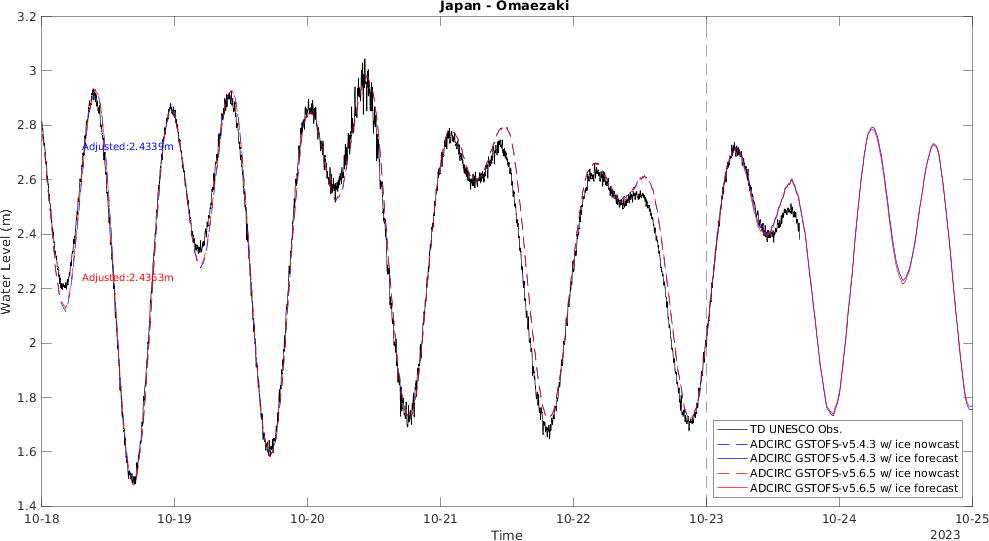 Japan - Omaezaki
3.2
3
2.8
2.6
2.4
2.2
2
1.8
1.6
1.4
Water Level (m)
Adjusted:2.4339m
Adjusted:2.4353m
TD UNESCO Obs.
ADCIRC GSTOFS-v5.4.3 w/ ice nowcast
ADCIRC GSTOFS-v5.4.3 w/ ice forecast
ADCIRC GSTOFS-v5.6.5 w/ ice nowcast
ADCIRC GSTOFS-v5.6.5 w/ ice forecast
10-18 10-19 10-20 10-21 10-22 10-23 10-24 10-25
Time
2023